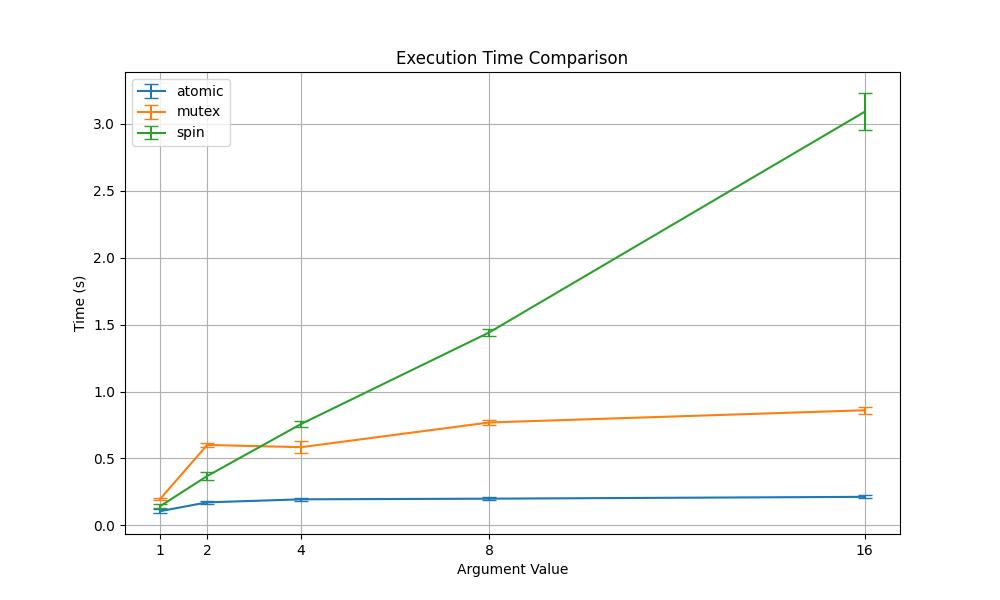 Execution Time Comparison
atomic
mutex
spin
3.0
2.5
2.0
1.5
1.0
0.5
0.0
Time (s)
1 2 4 8 16
Argument Value